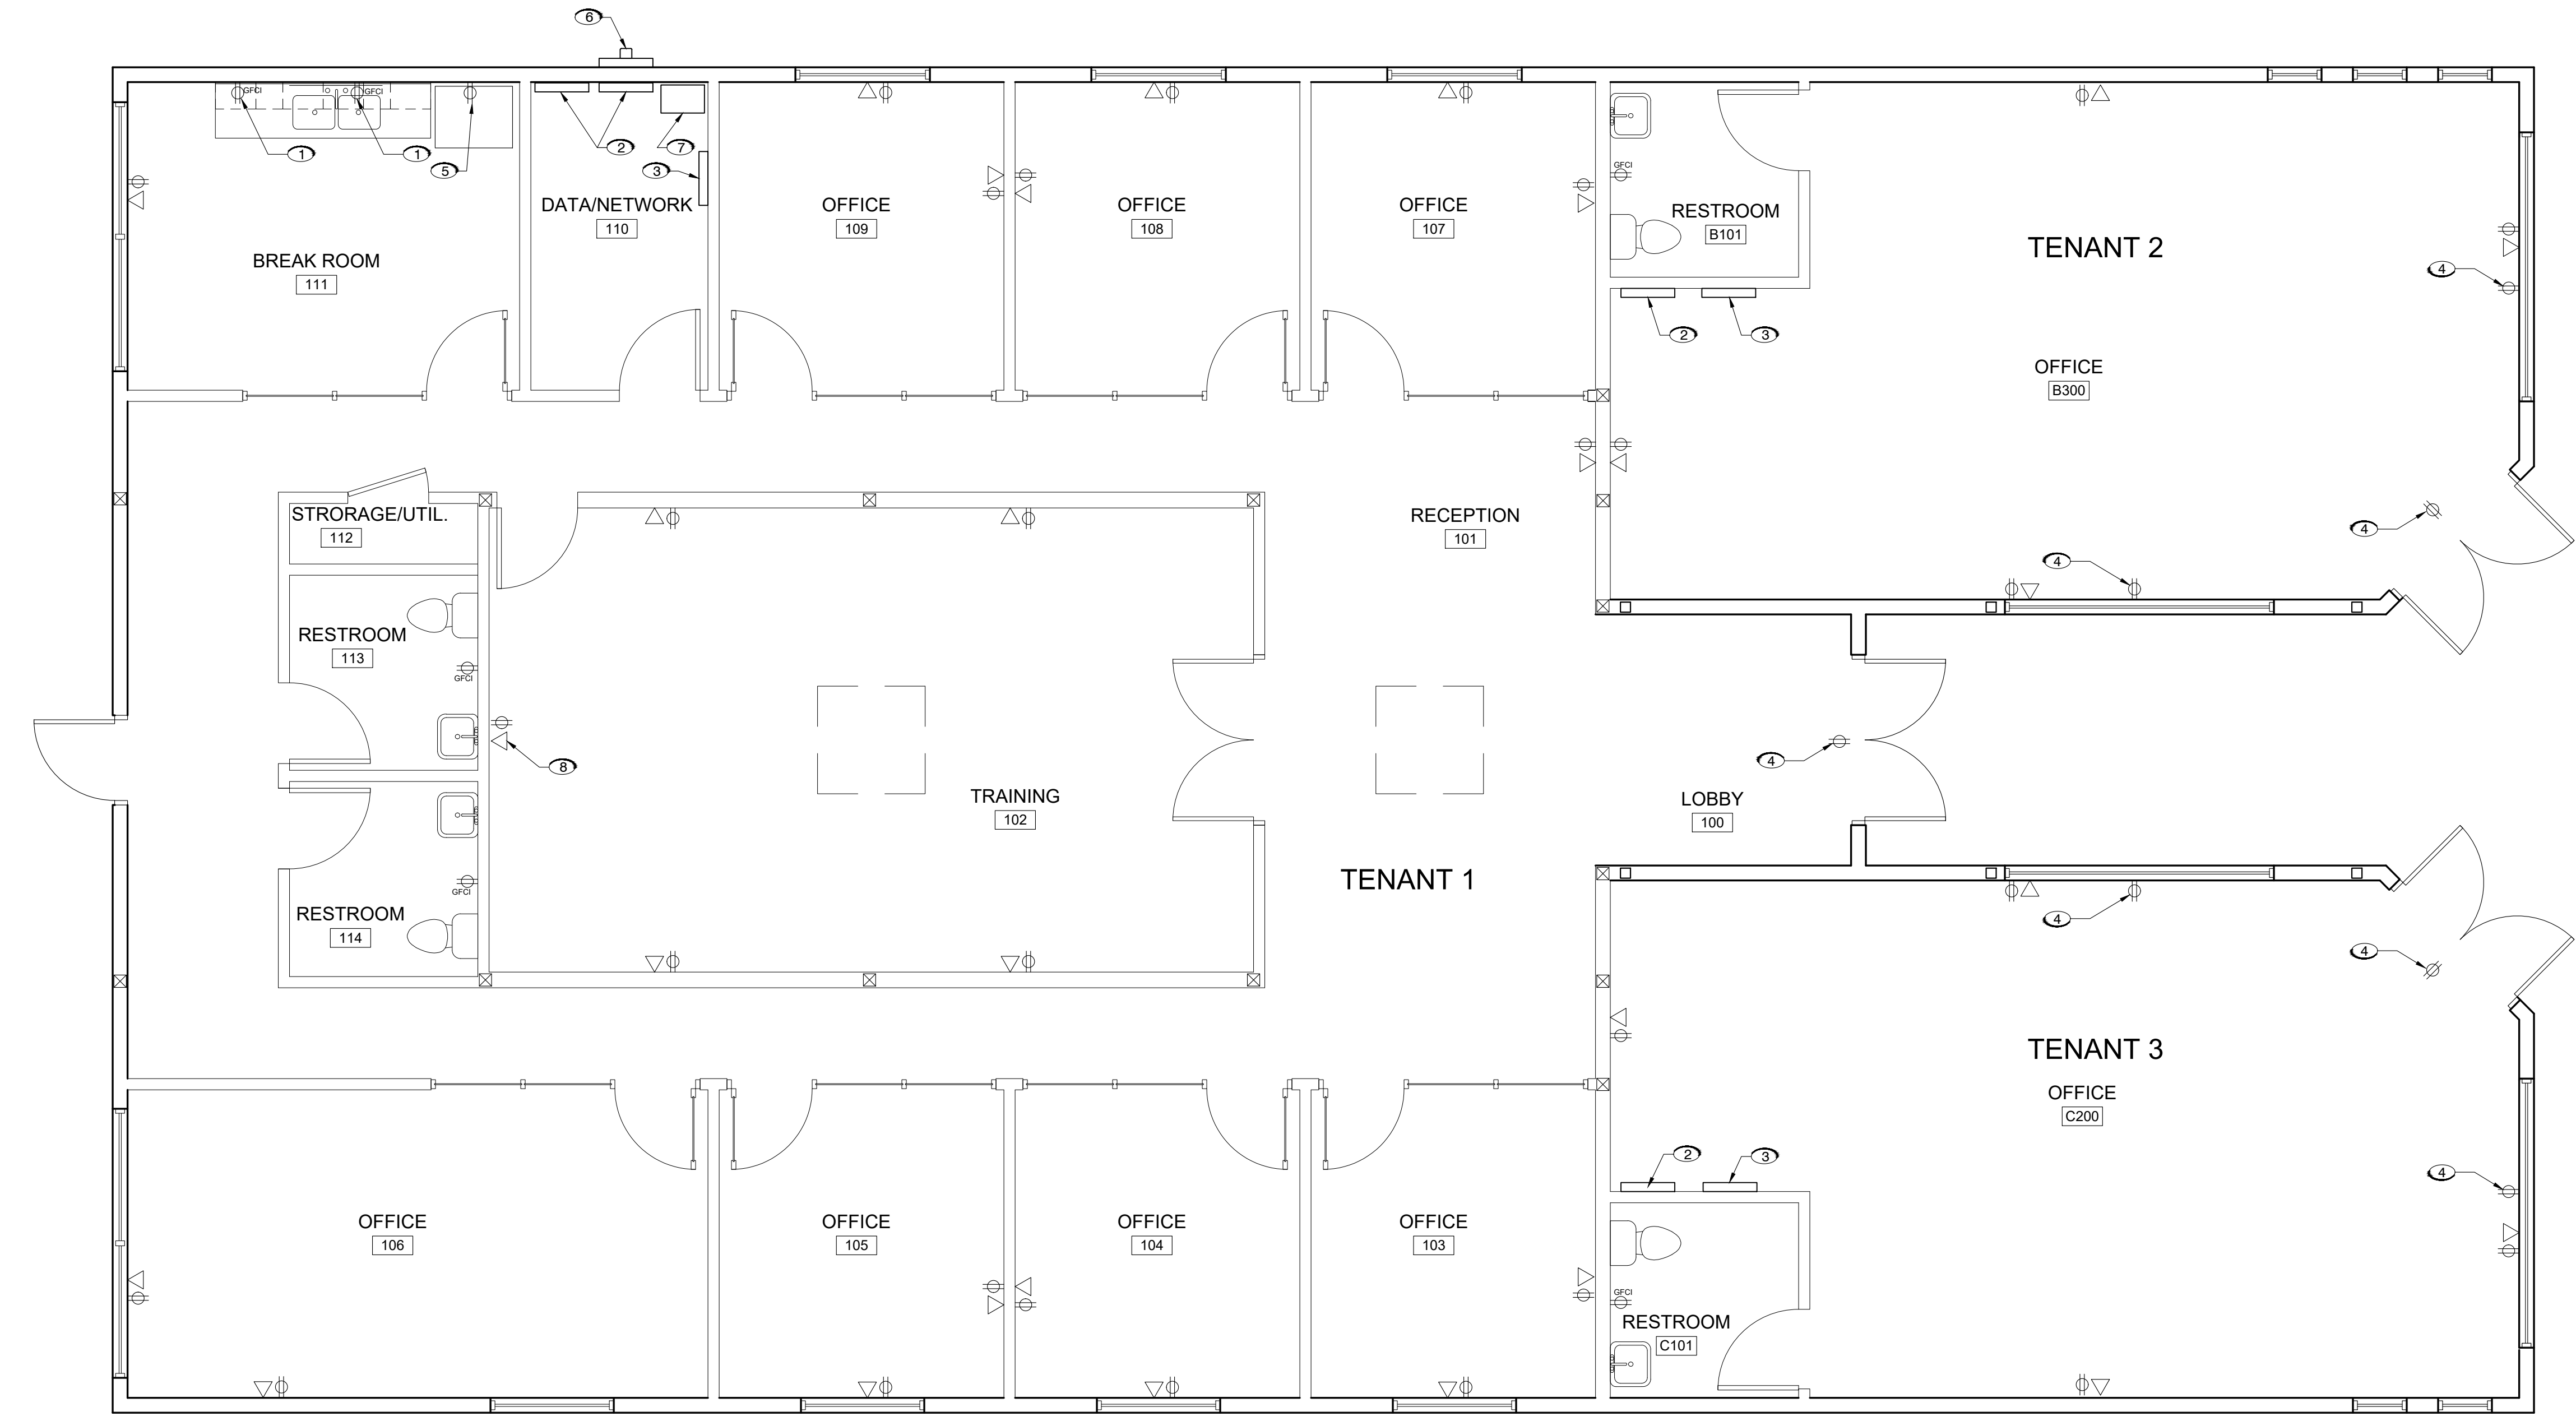 6
GFCI
GFCI
1
1
5
2
7
3
GFCI
DATA/NETWORK
110
OFFICE
109
OFFICE
108
OFFICE
107
RESTROOM
B101
TENANT 2
BREAK ROOM
111
4
2
3
OFFICE
B300
STRORAGE/UTIL.
112
RECEPTION
101
4
4
RESTROOM
113
GFCI
8
4
TRAINING
102
LOBBY
100
TENANT 1
GFCI
RESTROOM
114
4
4
TENANT 3
OFFICE
C200
2
3
4
OFFICE
106
OFFICE
105
OFFICE
104
OFFICE
103
GFCI
RESTROOM
C101